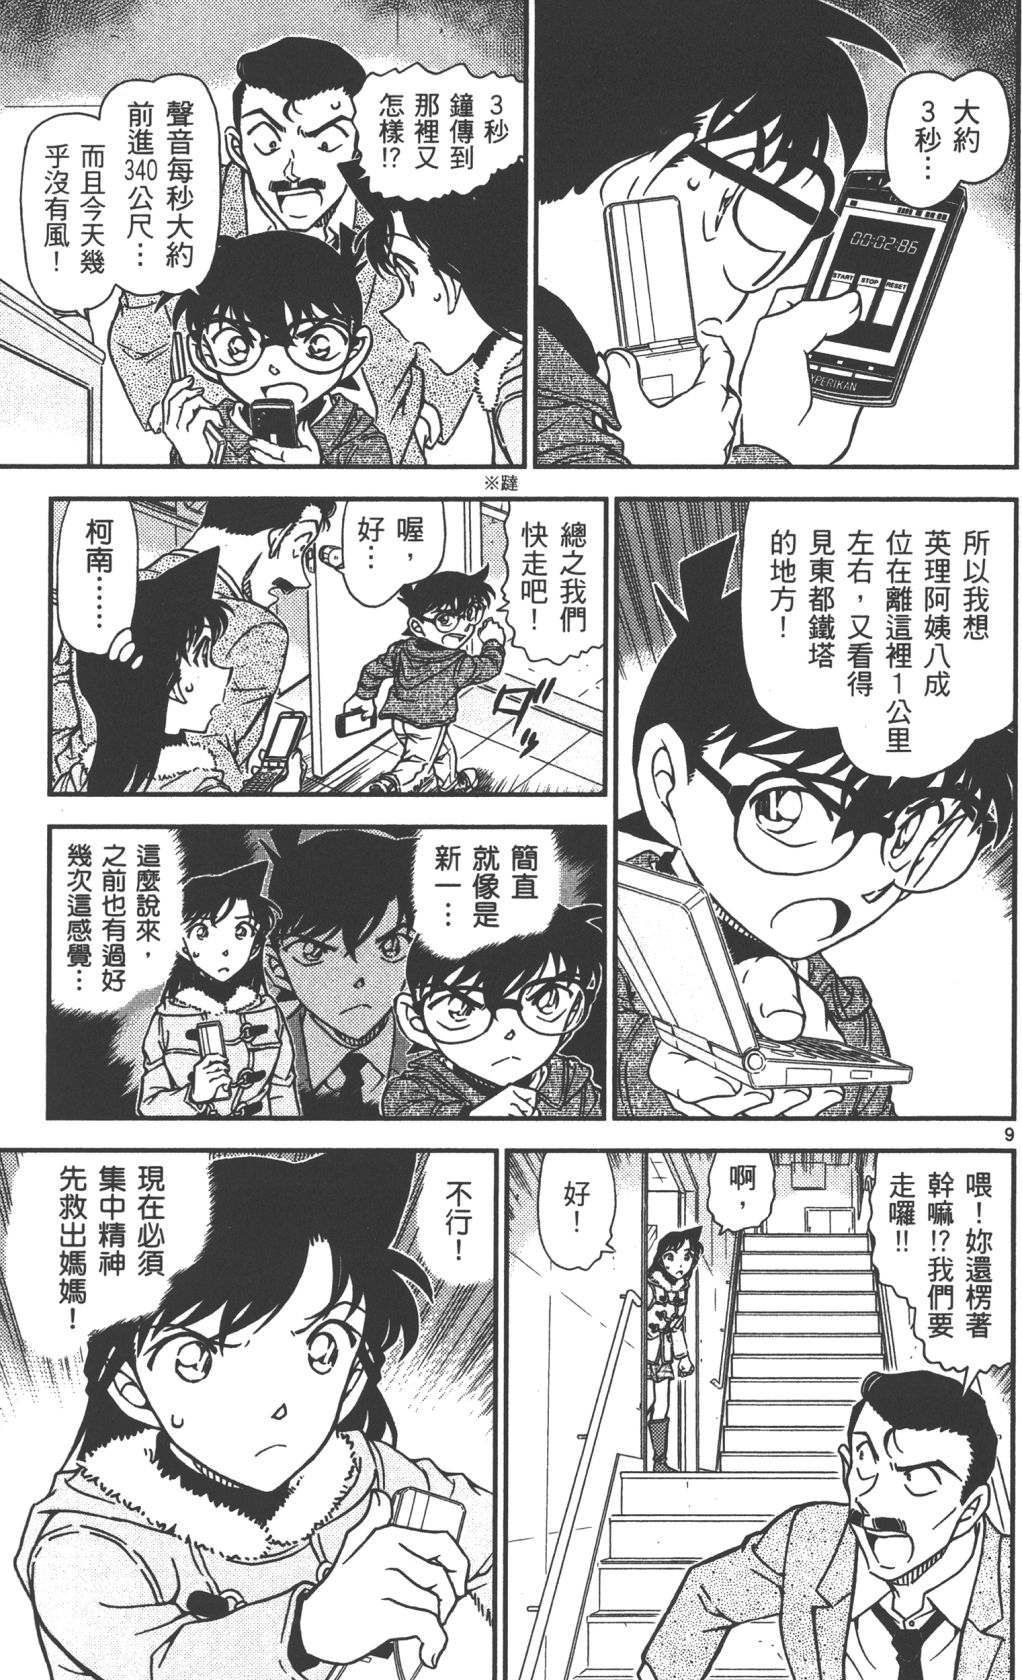 大約
3秒…
00:02:86
START
STOP
RESET
XPERIKAN
3秒
鐘傳到
那裡又
怎樣!?
聲音每秒大約
前進340公尺…
而且今天幾
乎沒有風！
※躂
所以我想
英理阿姨八成
位在離這裡1公里
左右，又看得
見東都鐵塔
的地方！
總之我們
快走吧！
喔，
好…
柯南……
簡直
就像是
新一…
這麼說來，
之前也有過好
幾次這感覺…
9
喂！妳還楞著
幹嘛!?我們要
走囉!!
啊，
好！
不行！
現在必須
集中精神
先救出媽媽！